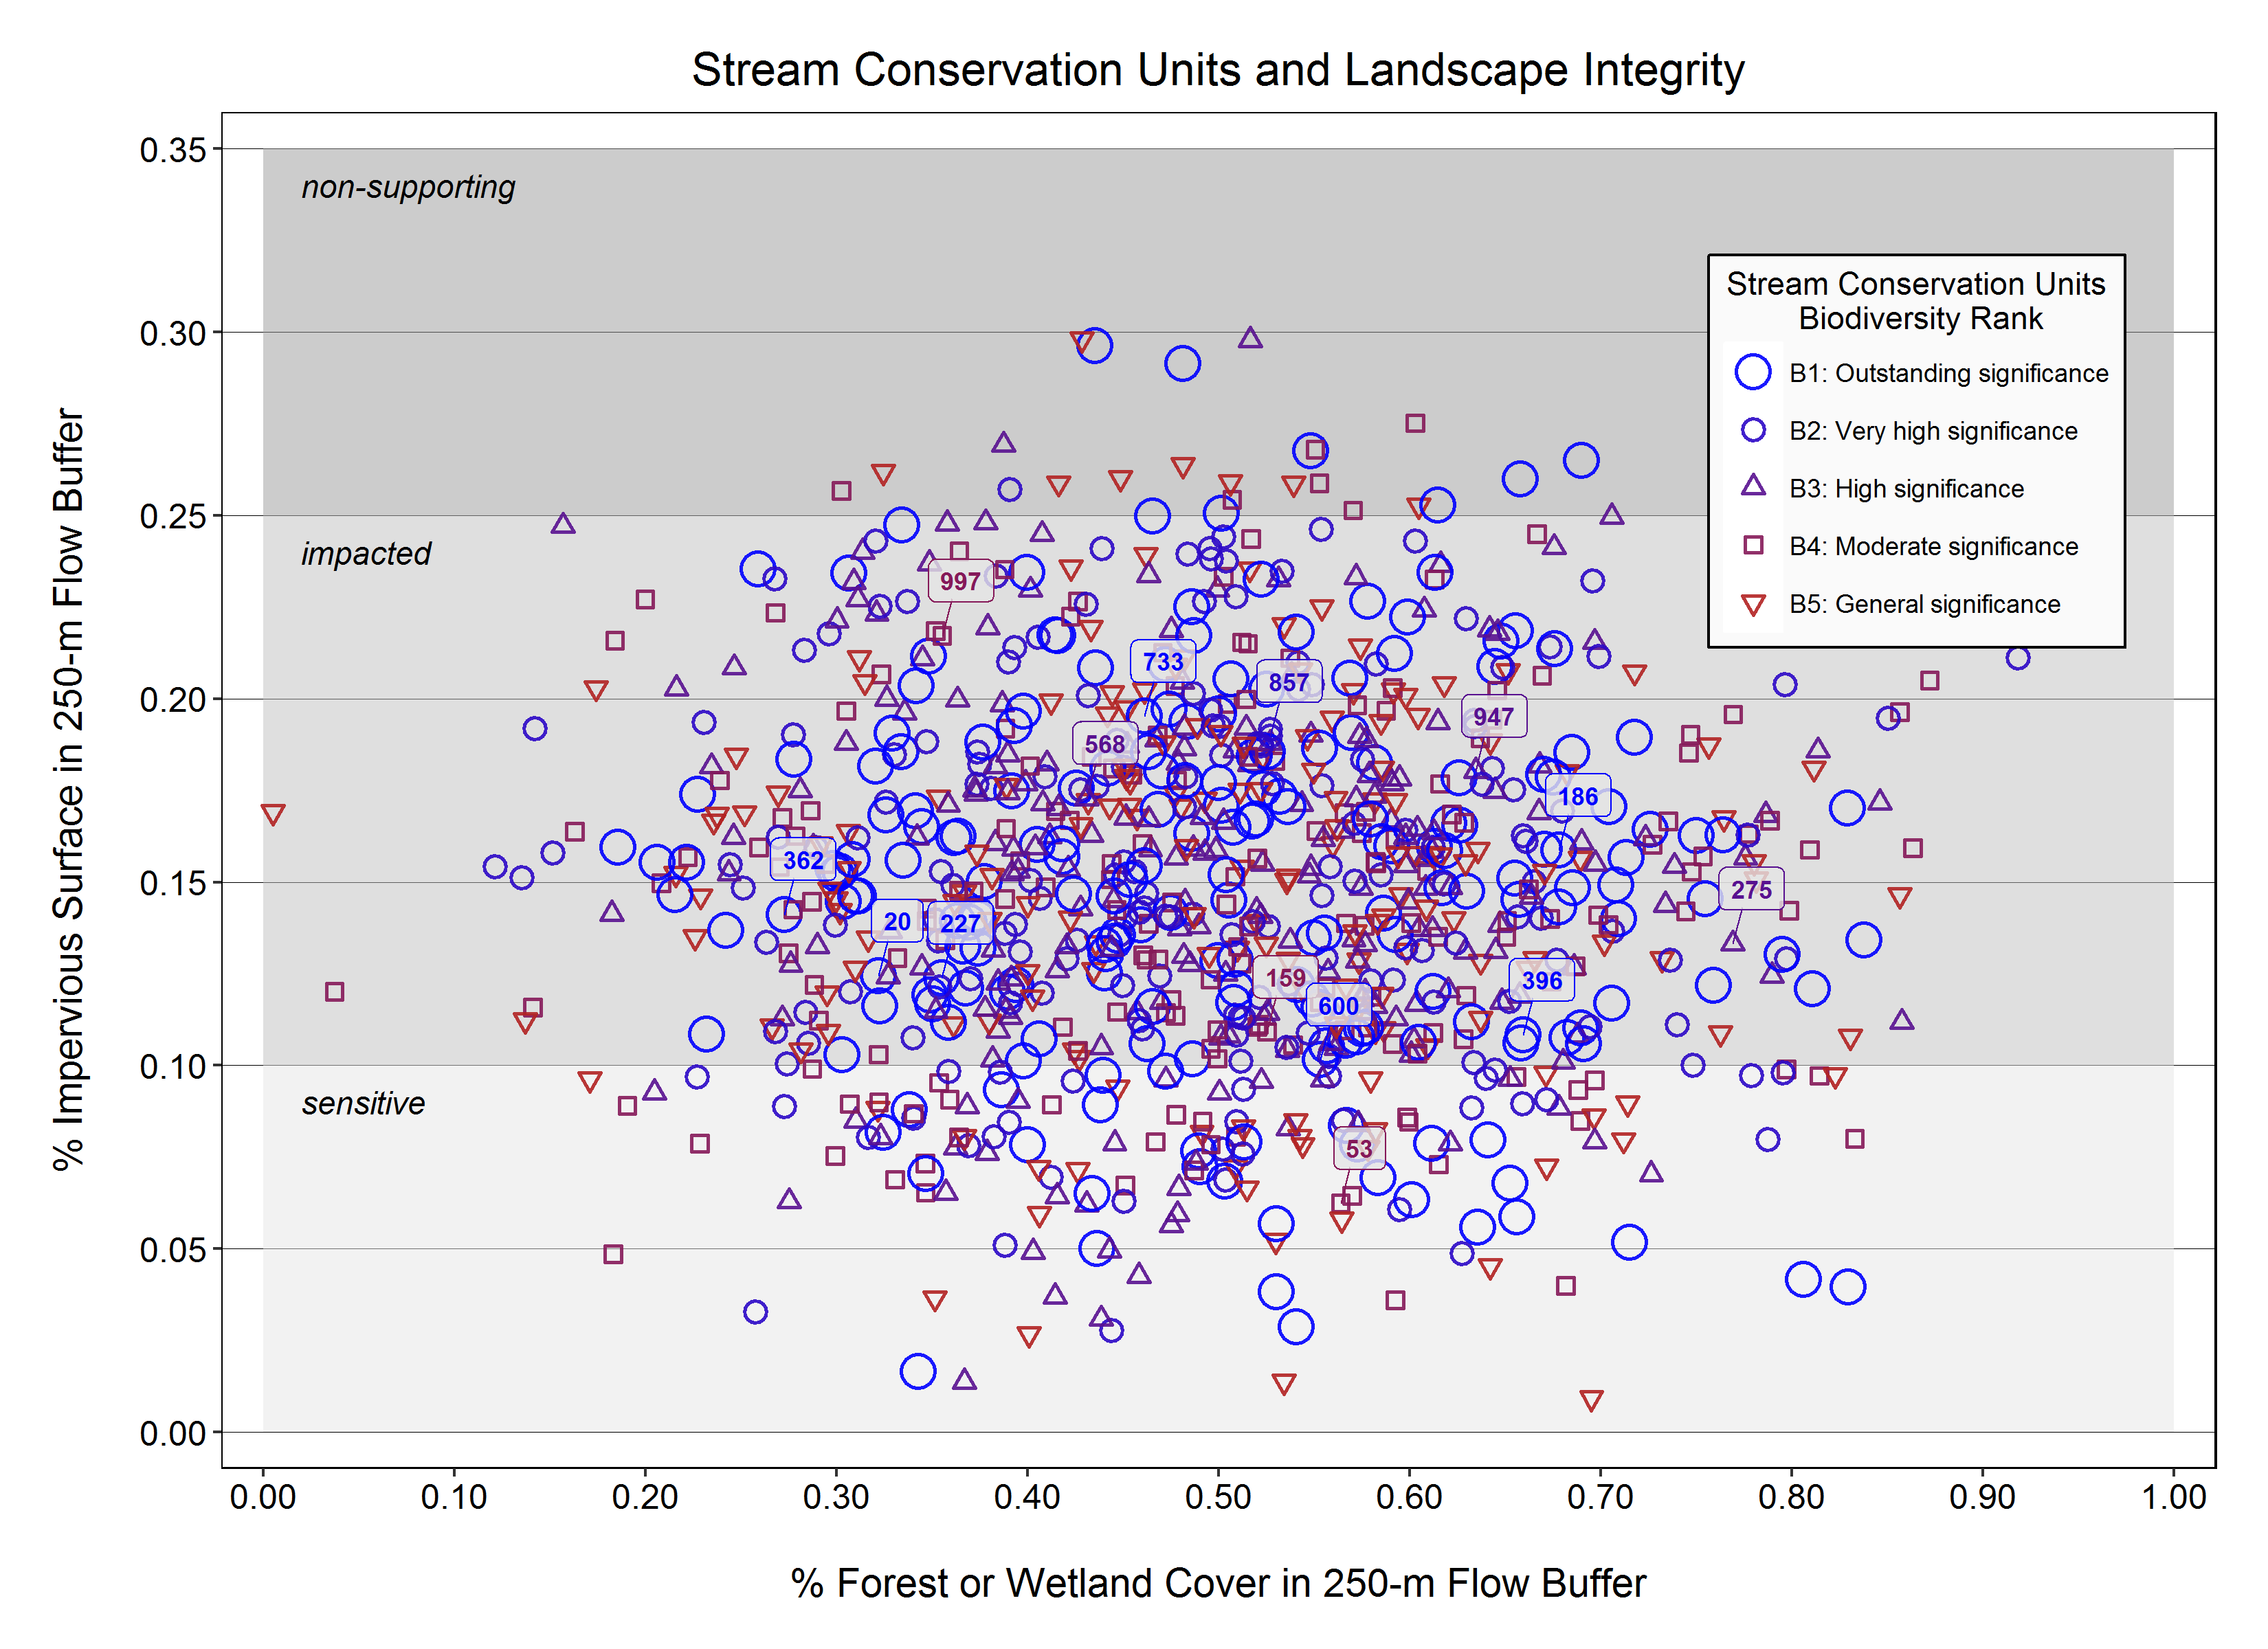 Stream Conservation Units and Landscape Integrity
% Impervious Surface in 250-m Flow Buffer
0.35
0.30
0.25
0.20
0.15
0.10
0.05
0.00
non-supporting
impacted
sensitive
Stream Conservation Units
Biodiversity Rank
B1: Outstanding significance
B2: Very high significance
B3: High significance
B4: Moderate significance
B5: General significance
997
733
857
568
947
186
362
275
20
227
159
396
600
53
0.00 0.10 0.20 0.30 0.40 0.50 0.60 0.70 0.80 0.90 1.00
% Forest or Wetland Cover in 250-m Flow Buffer